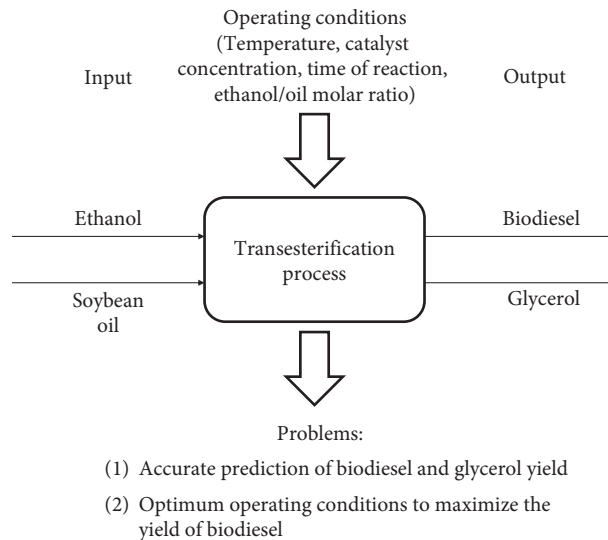 Operating conditions
(Temperature, catalyst
concentration, time of reaction,
ethanol/oil molar ratio)
Input
Output
Ethanol
Soybean
oil
Transesterification
process
Biodiesel
Glycerol
Problems:
(1) Accurate prediction of biodiesel and glycerol yield
(2) Optimum operating conditions to maximize the
yield of biodiesel